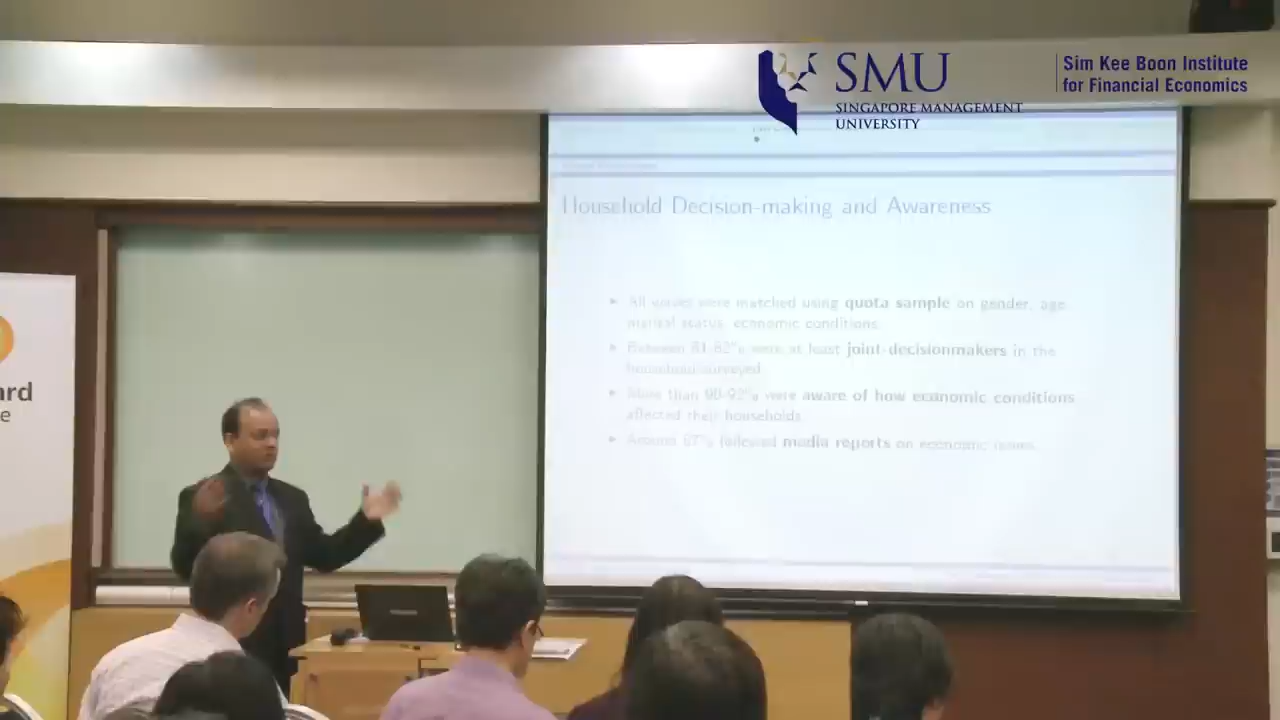 SMU
SINGAPORE MANAGEMENT
UNIVERSITY
Sim Kee Boon Institute
for Financial Economics
Household Decision-making and Awareness
All waves were matched using quota sample on gender, age,
marital status, economic conditions.
Between 81-82% were at least joint-decisionmakers in the
household surveyed.
More than 90-92% were aware of how economic conditions
affected their households.
Around 67% followed media reports on economic issues.
ard
e